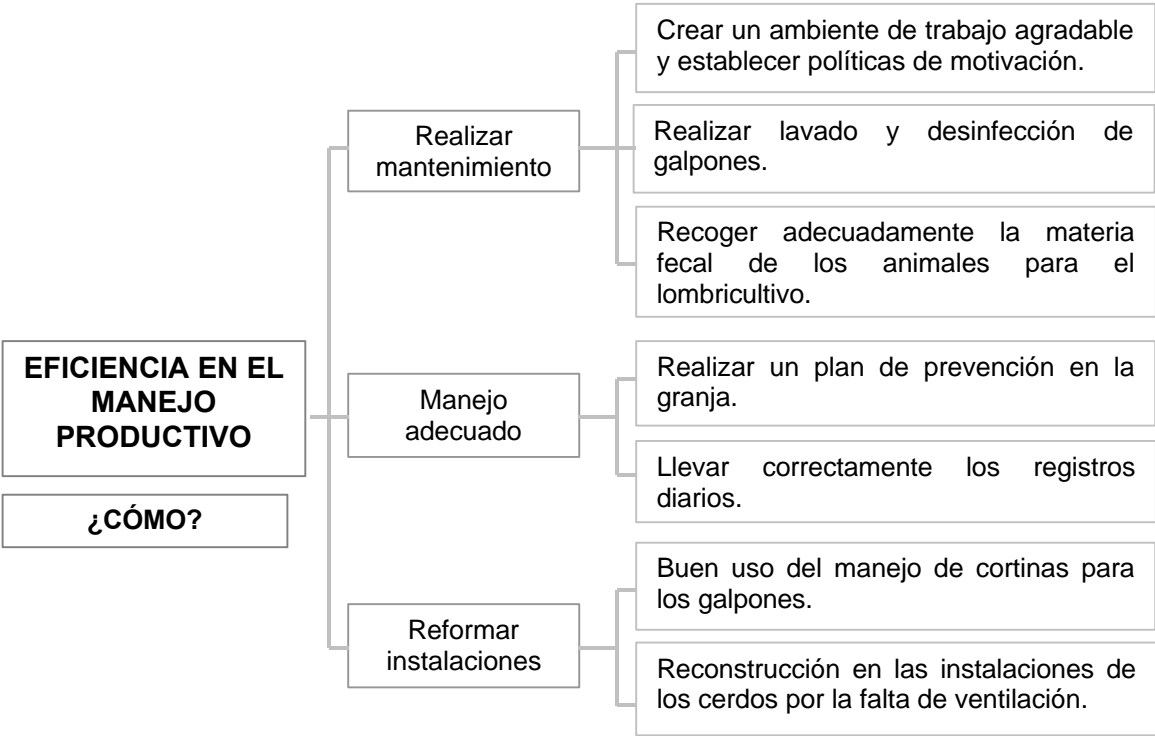 Crear un ambiente de trabajo agradable
y establecer políticas de motivación.
Realizar
mantenimiento
Realizar lavado y desinfección de
galpones.
Recoger adecuadamente la materia
fecal de los animales para el
lombricultivo.
EFICIENCIA EN EL
MANEJO
PRODUCTIVO
¿CÓMO?
Manejo
adecuado
Realizar un plan de prevención en la
granja.
Llevar correctamente los registros
diarios.
Reformar
instalaciones
Buen uso del manejo de cortinas para
los galpones.
Reconstrucción en las instalaciones de
los cerdos por la falta de ventilación.